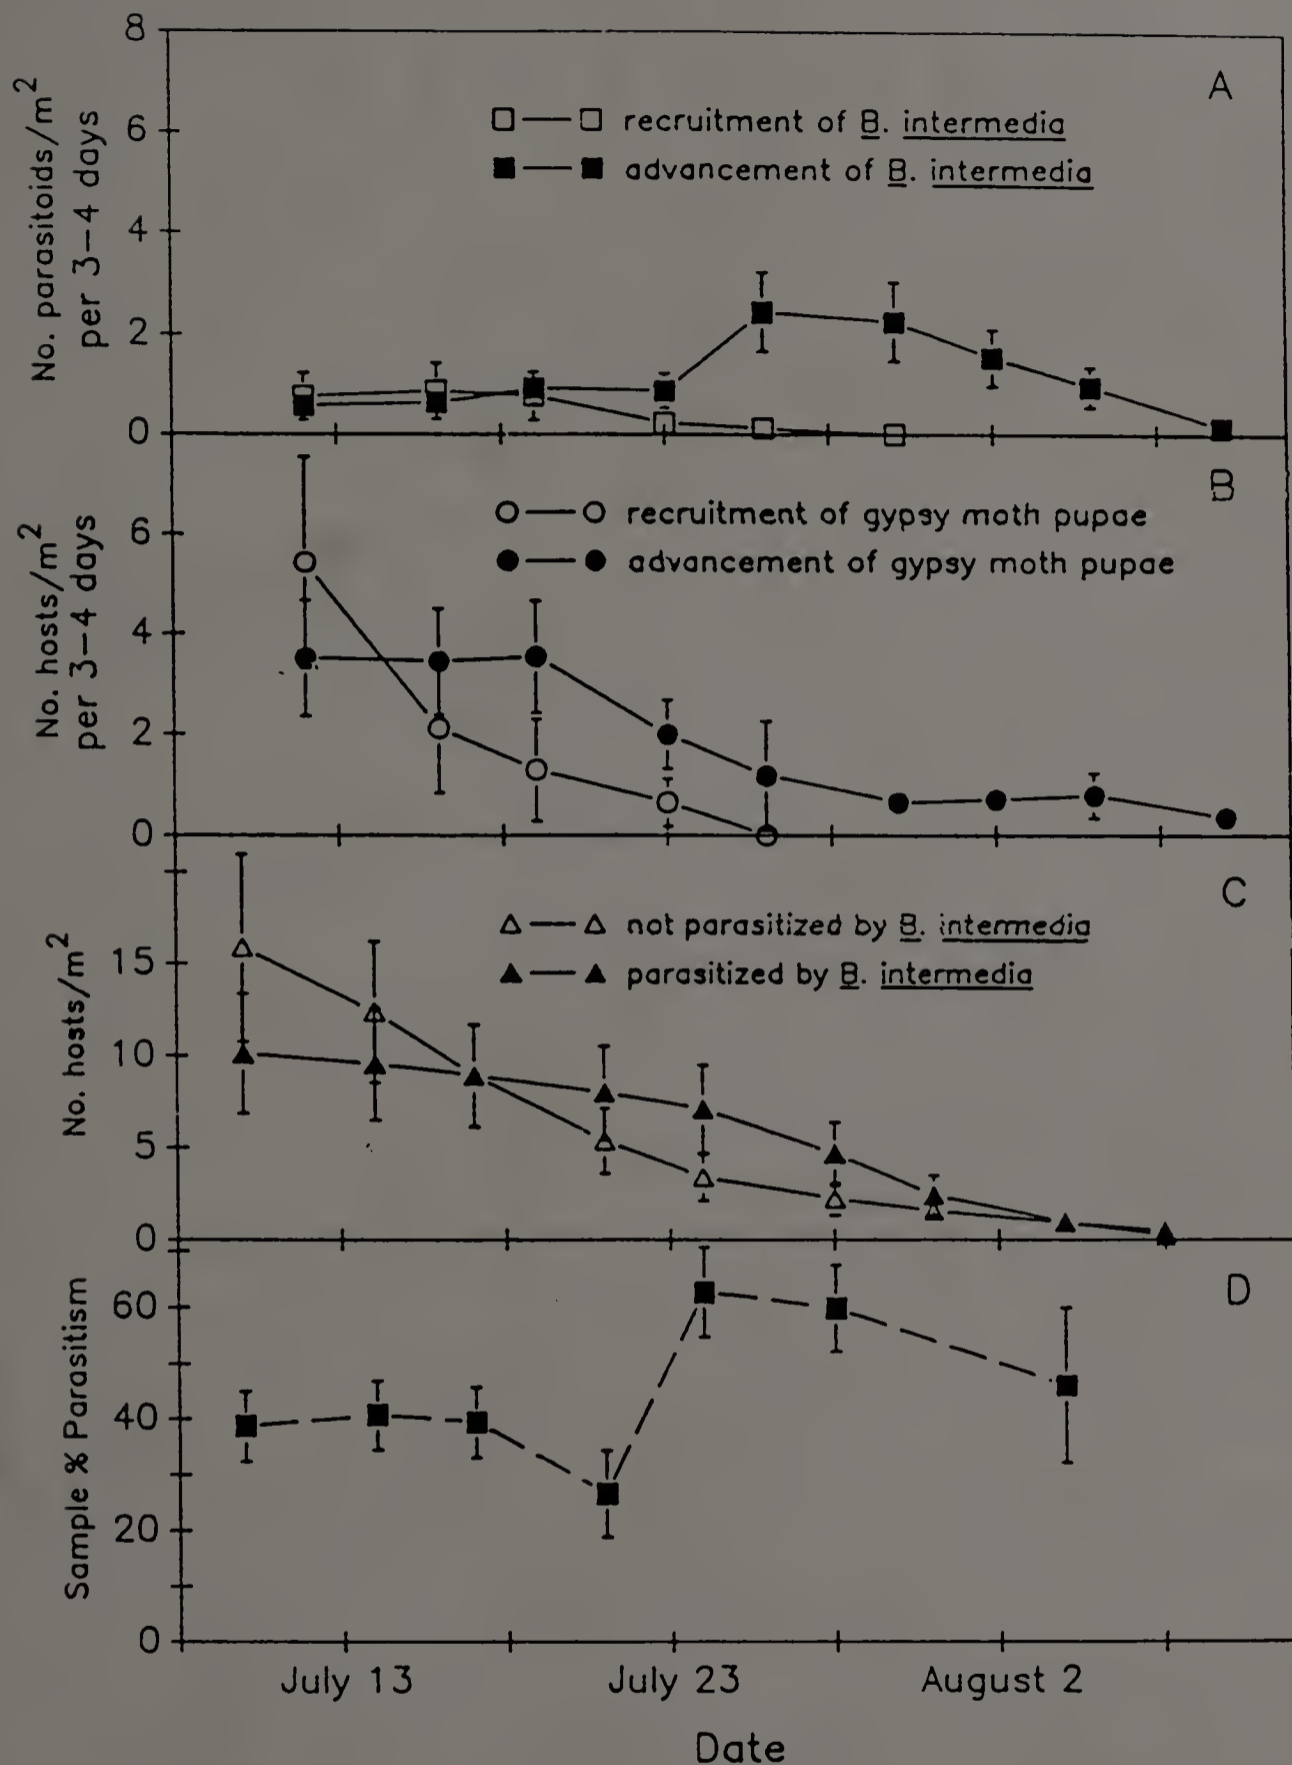 A
8
6
4
2
0
No. parasitoids/m²
per 3–4 days
□—□ recruitment of B. intermedia
■—■ advancement of B. intermedia
B
6
4
2
0
No. hosts/m²
per 3–4 days
○—○ recruitment of gypsy moth pupae
●—● advancement of gypsy moth pupae
C
15
10
5
0
No. hosts/m²
△—△ not parasitized by B. intermedia
▲—▲ parasitized by B. intermedia
D
60
40
20
0
Sample % Parasitism
July 13
July 23
August 2
Date